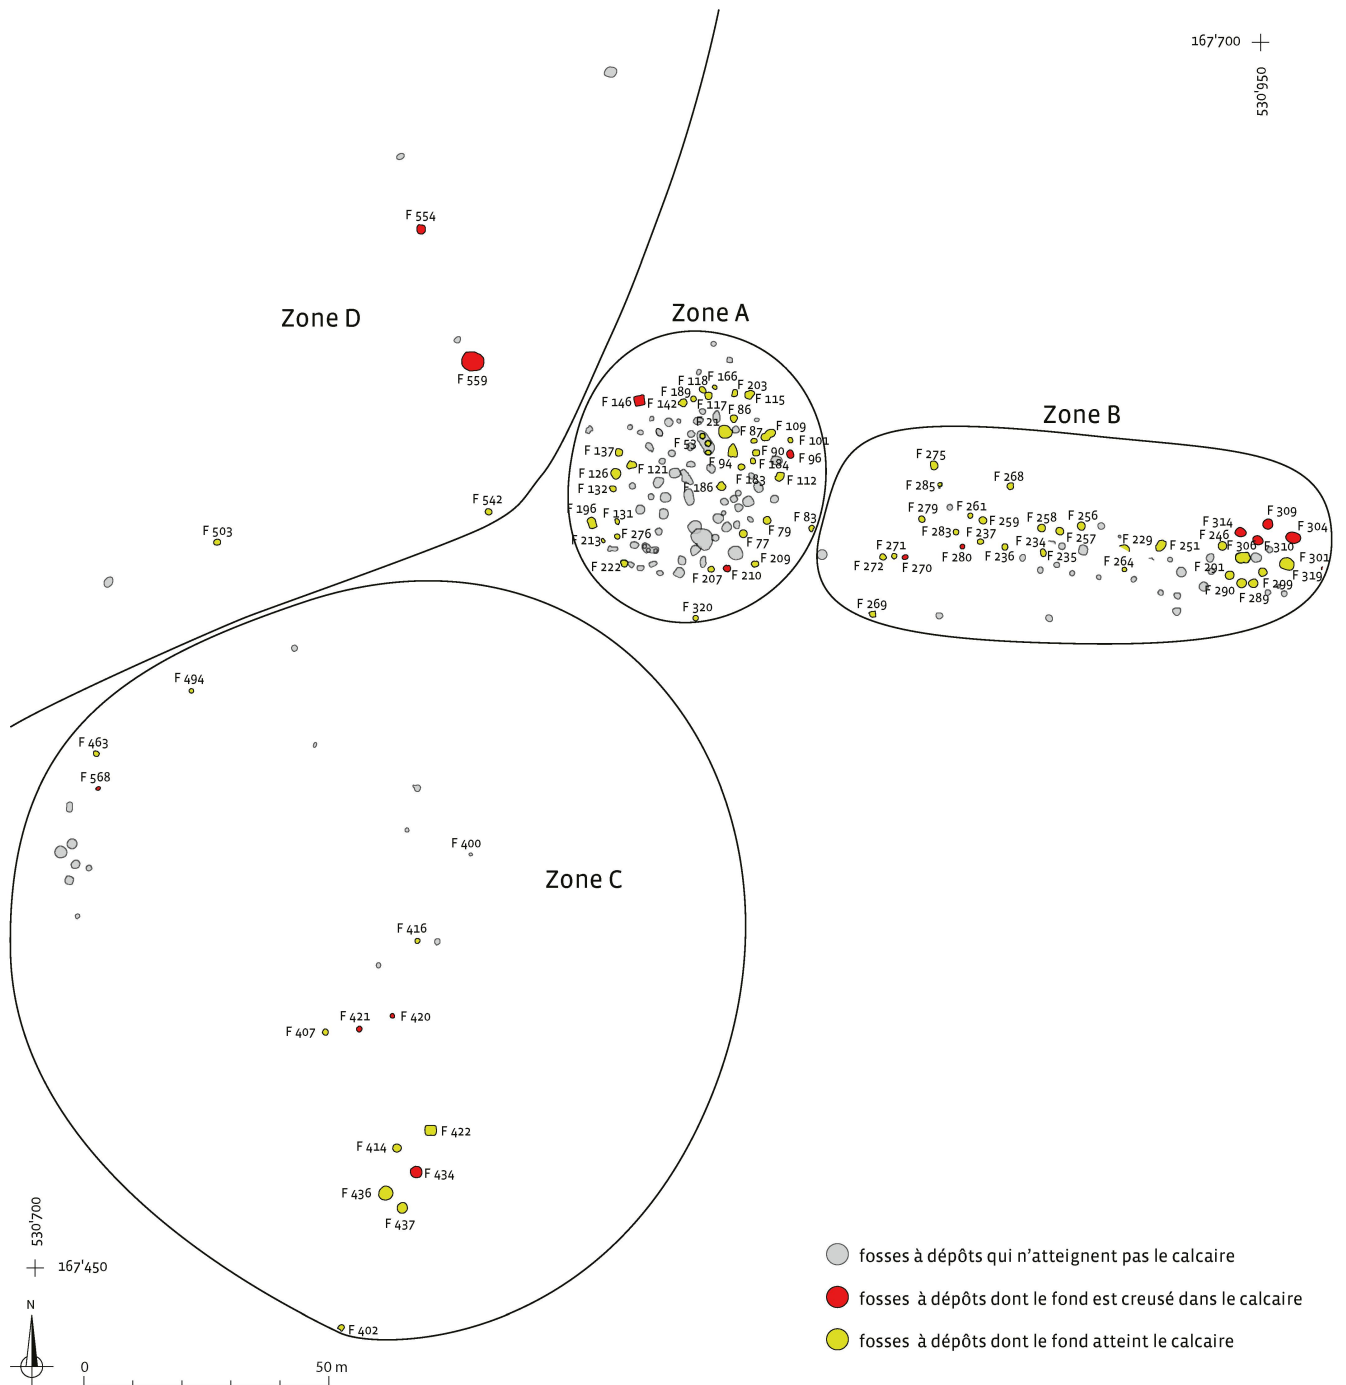 167'700
530'950
F 554
Zone D
Zone A
F 559
F 166
F 118
F 203
F 189
F 115
F 146
F 142
F 117
F 86
Zone B
F 21
F 109
F 87
F 101
F 53
F 137
F 90
F 96
F 94
F 184
F 275
F 121
F 126
F 268
F 183
F 112
F 285
F 132
F 186
F 542
F 196
F 131
F 83
F 279
F 261
F 259
F 258
F 256
F 309
F 314
F 304
F 503
F 213
F 276
F 79
F 77
F 283
F 237
F 234
F 257
F 229
F 251
F 246
F 306
F 310
F 271
F 280
F 236
F 235
F 264
F 301
F 222
F 209
F 272
F 270
F 291
F 319
F 207
F 210
F 290
F 299
F 289
F 320
F 269
F 494
F 463
F 568
F 400
Zone C
F 416
F 421
F 420
F 407
F 422
F 414
F 434
F 436
F 437
530'700
167'450
fosses à dépôts qui n’atteignent pas le calcaire
fosses à dépôts dont le fond est creusé dans le calcaire
N
F 402
fosses à dépôts dont le fond atteint le calcaire
0
50 m